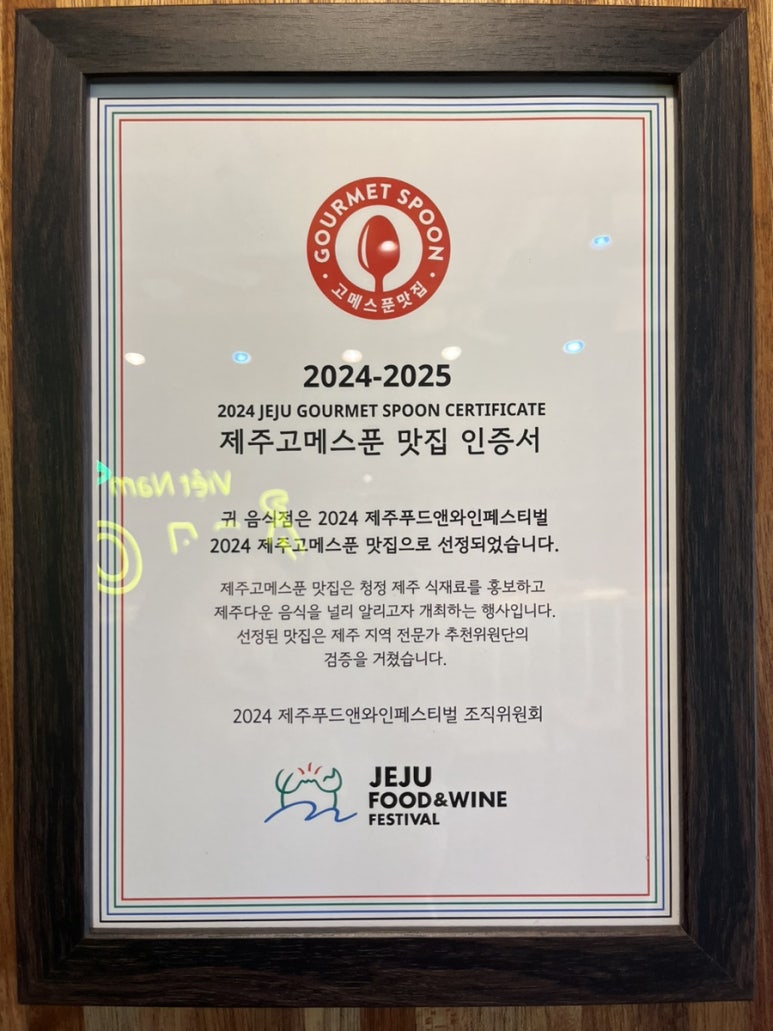 GOURMET SPOON
고메스푼맛집
2024-2025
2024 JEJU GOURMET SPOON CERTIFICATE
제주고메스푼 맛집 인증서
Việt Nam
귀 음식점은 2024 제주푸드앤와인페스티벌
2024 제주고메스푼 맛집으로 선정되었습니다.
제주고메스푼 맛집은 청정 제주 식재료를 홍보하고
제주다운 음식을 널리 알리고자 개최하는 행사입니다.
선정된 맛집은 제주 지역 전문가 추천위원단의
검증을 거쳤습니다.
2024 제주푸드앤와인페스티벌 조직위원회
JEJU
FOOD&WINE
FESTIVAL